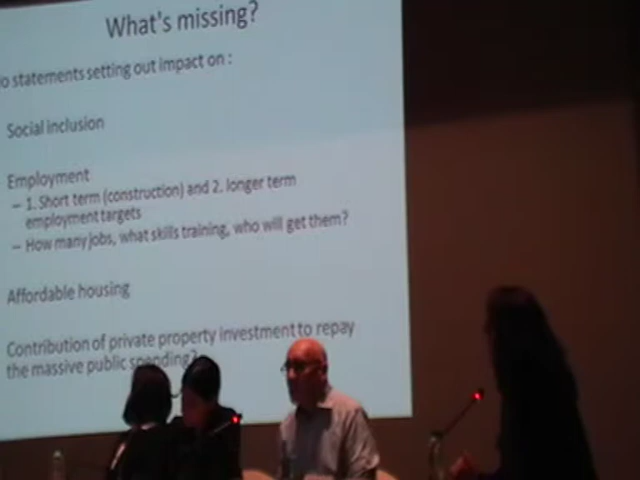 What's missing?
o statements setting out impact on :
Social inclusion
Employment
– 1. Short term (construction) and 2. longer term
employment targets
– How many jobs, what skills training, who will get them?
Affordable housing
Contribution of private property investment to repay
the massive public spending?